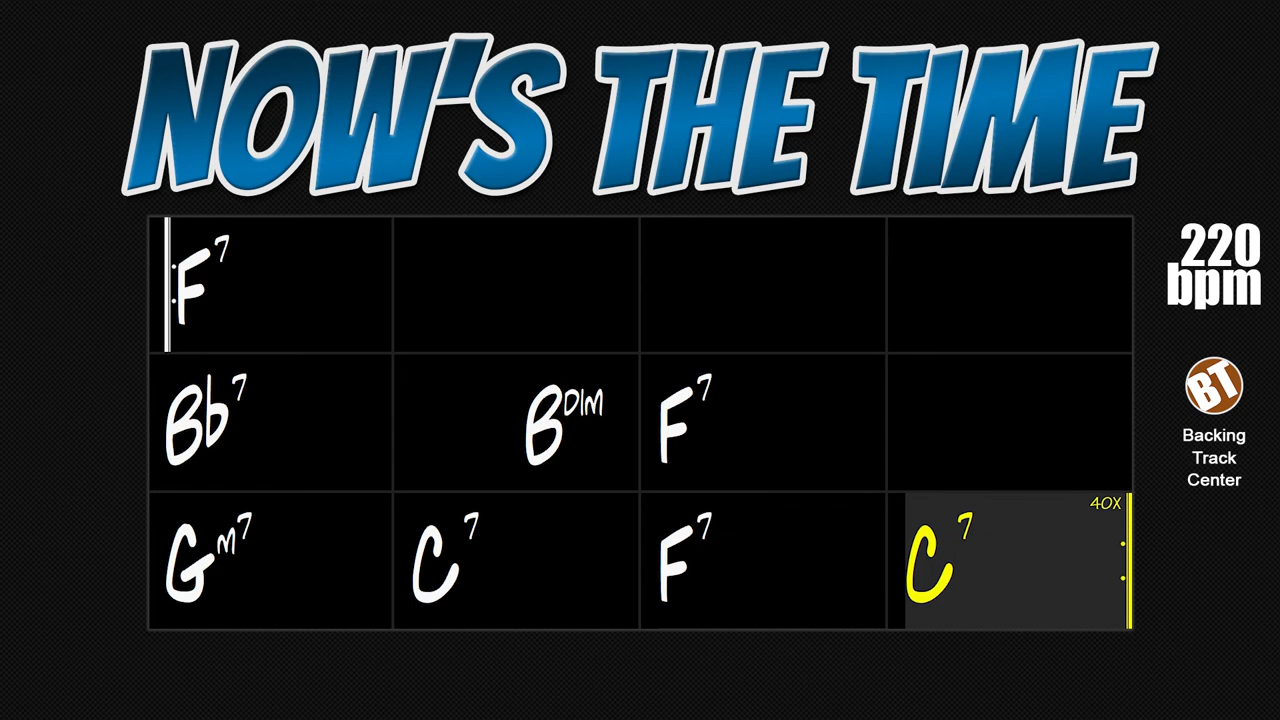 NOW'S THE TIME
F7
220
bpm
Bb7 BDIM F7
BT
Backing
Track
Center
GM7 C7 F7 C7 40X